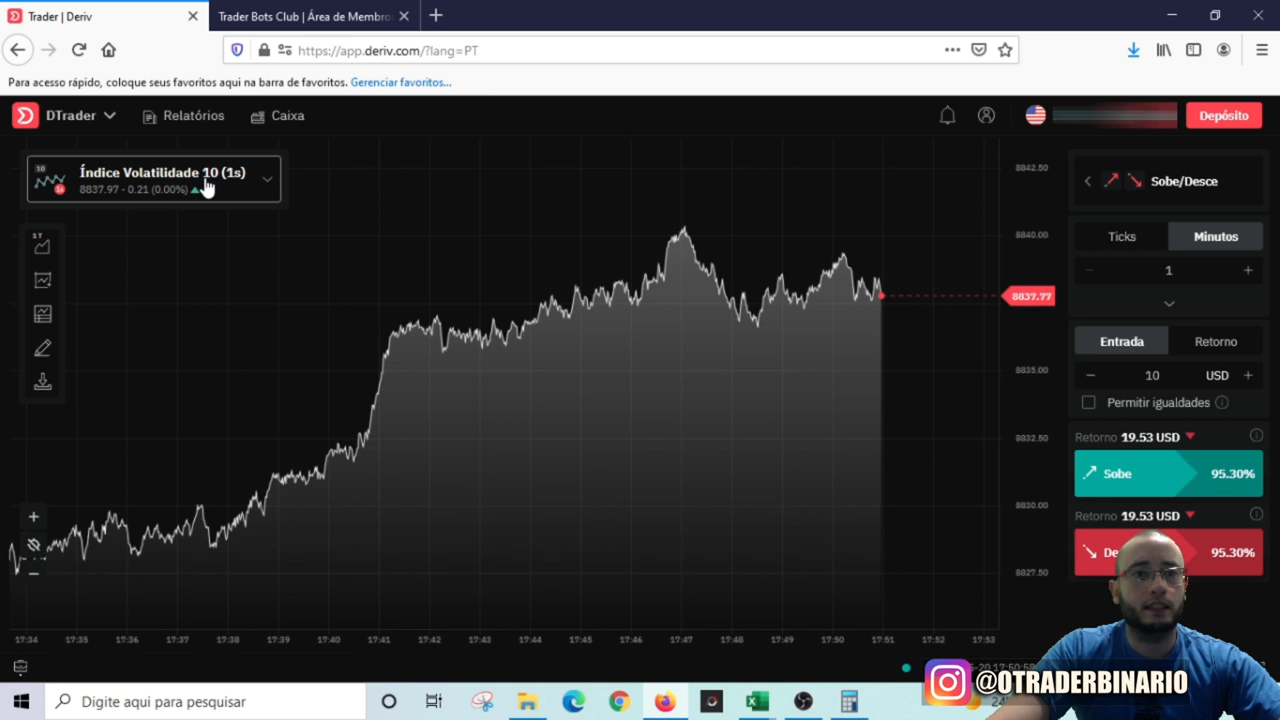 Trader | Deriv
Trader Bots Club | Área de Membro
https://app.deriv.com/?lang=PT
Para acesso rápido, coloque seus favoritos aqui na barra de favoritos. Gerenciar favoritos...
DTrader
Relatórios
Caixa
Depósito
10
1s
Índice Volatilidade 10 (1s)
8837.97 - 0.21 (0.00%)
1T
8842.50
8840.00
8837.77
8835.00
8832.50
8830.00
8827.50
17:34 17:35 17:36 17:37 17:38 17:39 17:40 17:41 17:42 17:43 17:44 17:45 17:46 17:47 17:48 17:49 17:50 17:51 17:52 17:53
Sobe/Desce
Ticks Minutos
− 1 +
Entrada Retorno
− 10 USD +
Permitir igualdades
Retorno 19.53 USD
Sobe 95.30%
Retorno 19.53 USD
De 95.30%
@OTRADERBINARIO
Digite aqui para pesquisar